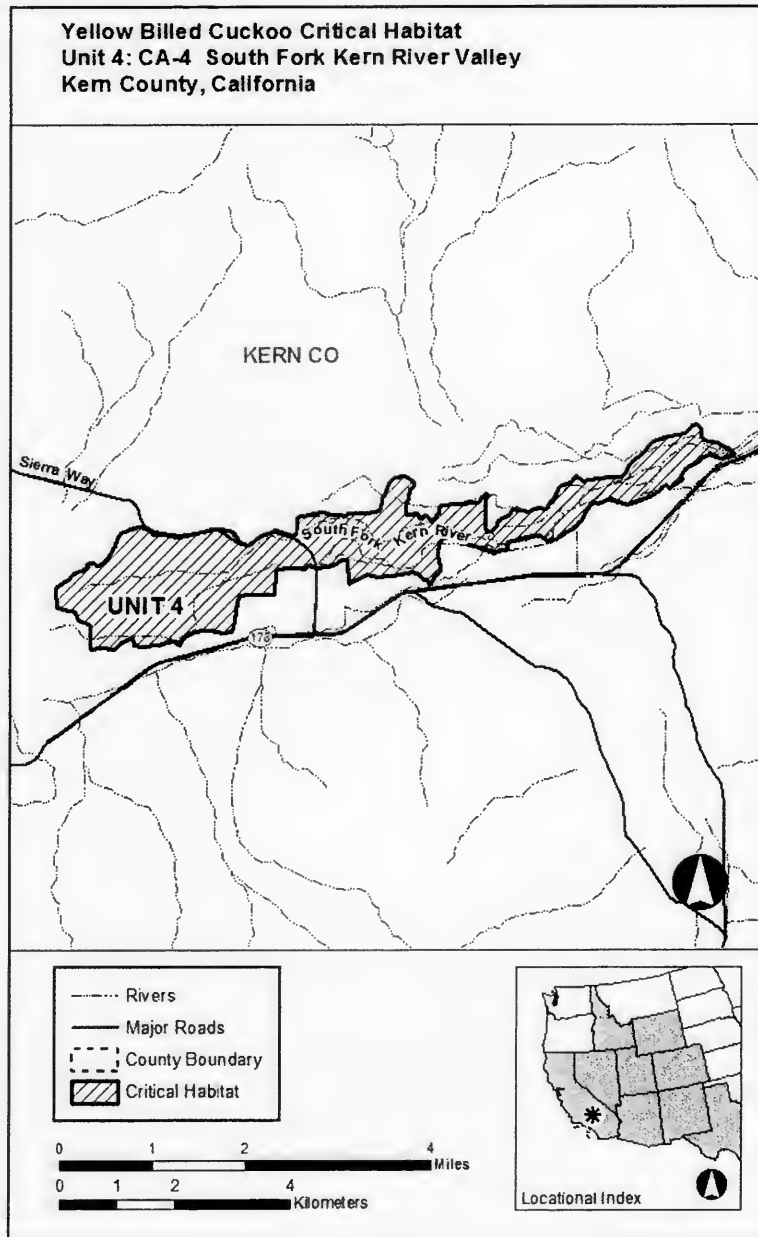 Yellow Billed Cuckoo Critical Habitat
Unit 4: CA-4 South Fork Kern River Valley
Kern County, California
KERN CO
Sierra Way
South Fork Kern River
UNIT 4
178
Rivers
Major Roads
County Boundary
Critical Habitat
0 1 2 4
Miles
0 1 2 4
Kilometers
Locational Index